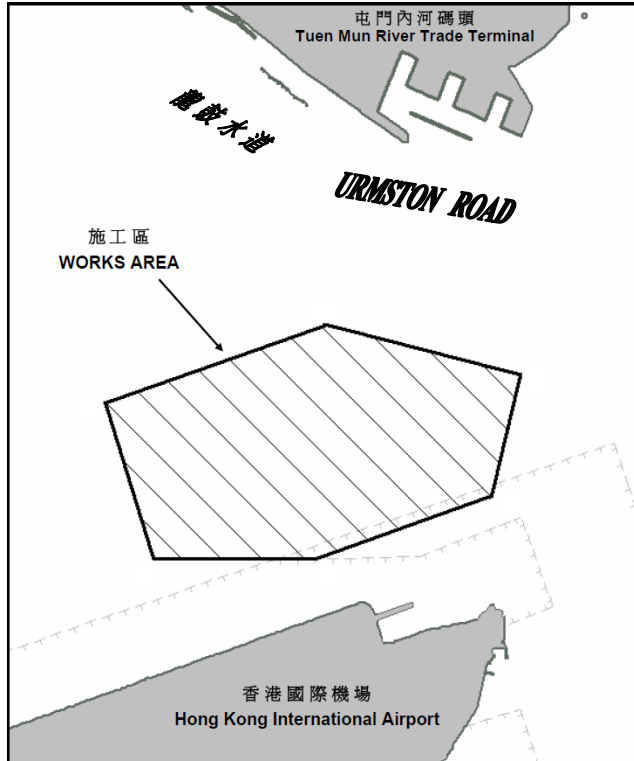 屯門內河碼頭
Tuen Mun River Trade Terminal
龍鼓水道
URMSTON ROAD
施工區
WORKS AREA
香港國際機場
Hong Kong International Airport